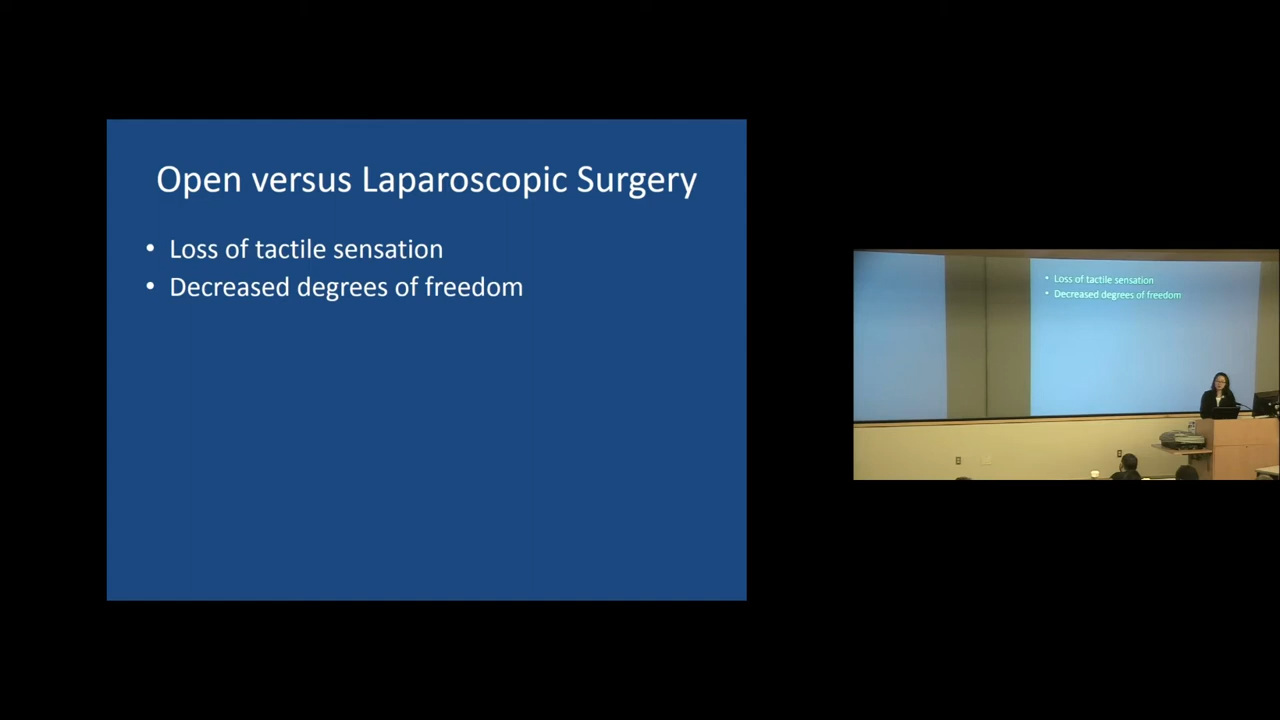 Open versus Laparoscopic Surgery
• Loss of tactile sensation
• Decreased degrees of freedom
• Loss of tactile sensation
• Decreased degrees of freedom